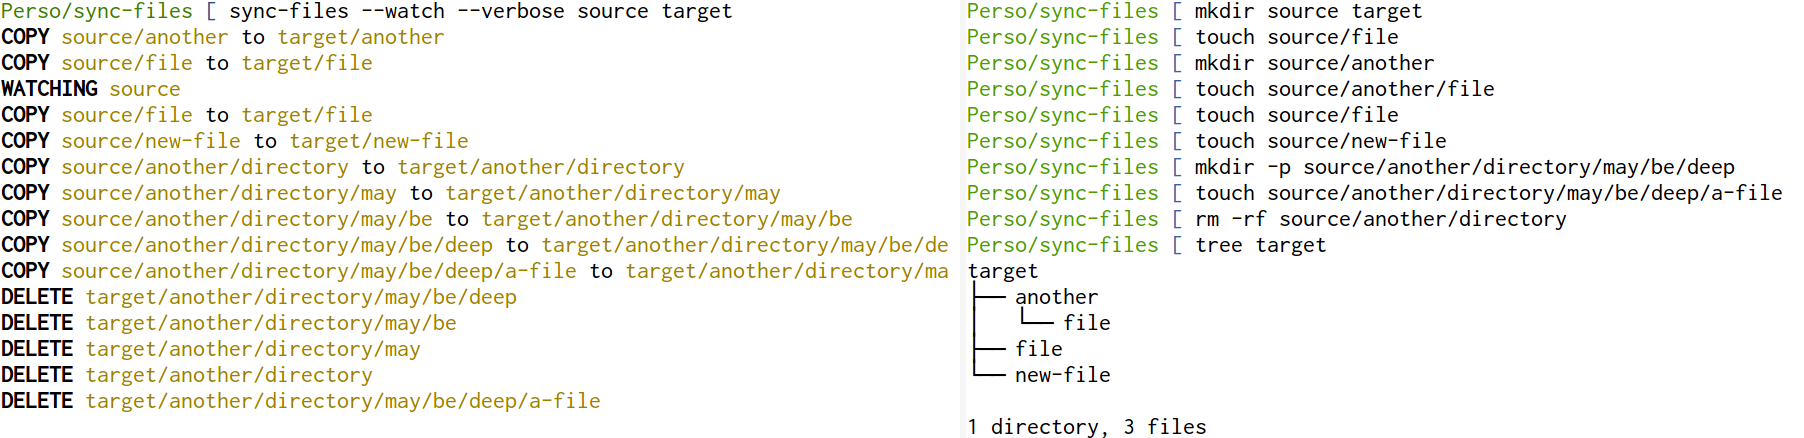 Perso/sync-files [ sync-files --watch --verbose source target
COPY source/another to target/another
COPY source/file to target/file
WATCHING source
COPY source/file to target/file
COPY source/new-file to target/new-file
COPY source/another/directory to target/another/directory
COPY source/another/directory/may to target/another/directory/may
COPY source/another/directory/may/be to target/another/directory/may/be
COPY source/another/directory/may/be/deep to target/another/directory/may/be/de
COPY source/another/directory/may/be/deep/a-file to target/another/directory/ma
DELETE target/another/directory/may/be/deep
DELETE target/another/directory/may/be
DELETE target/another/directory/may
DELETE target/another/directory
DELETE target/another/directory/may/be/deep/a-file
Perso/sync-files [ mkdir source target
Perso/sync-files [ touch source/file
Perso/sync-files [ mkdir source/another
Perso/sync-files [ touch source/another/file
Perso/sync-files [ touch source/file
Perso/sync-files [ touch source/new-file
Perso/sync-files [ mkdir -p source/another/directory/may/be/deep
Perso/sync-files [ touch source/another/directory/may/be/deep/a-file
Perso/sync-files [ rm -rf source/another/directory
Perso/sync-files [ tree target
target
├── another
│   └── file
├── file
└── new-file
1 directory, 3 files